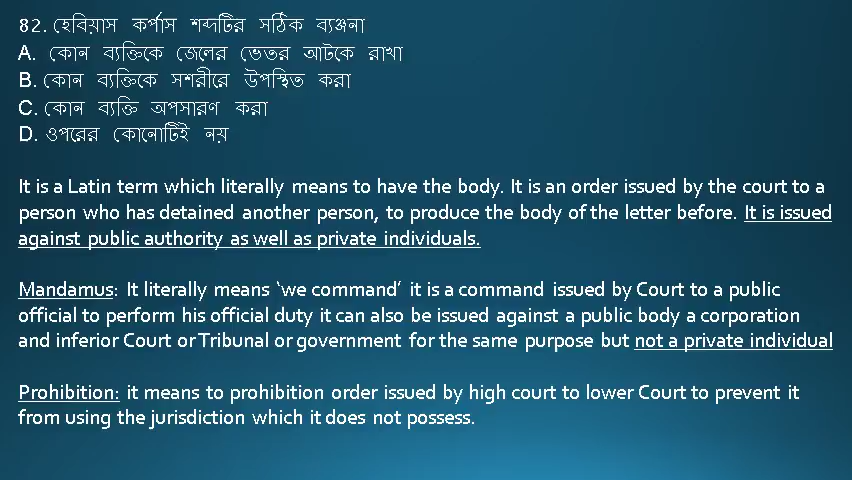 82. হেবিয়াস কর্পাস শব্দটির সঠিক ব্যঞ্জনা
A. কোন ব্যক্তিকে জেলের ভেতর আটকে রাখা
B. কোন ব্যক্তিকে সশরীরে উপস্থিত করা
C. কোন ব্যক্তি অপসারণ করা
D. ওপরের কোনোটিই নয়
It is a Latin term which literally means to have the body. It is an order issued by the court to a
person who has detained another person, to produce the body of the letter before. It is issued
against public authority as well as private individuals.
Mandamus: It literally means ‘we command’ it is a command issued by Court to a public
official to perform his official duty it can also be issued against a public body a corporation
and inferior Court or Tribunal or government for the same purpose but not a private individual
Prohibition: it means to prohibition order issued by high court to lower Court to prevent it
from using the jurisdiction which it does not possess.